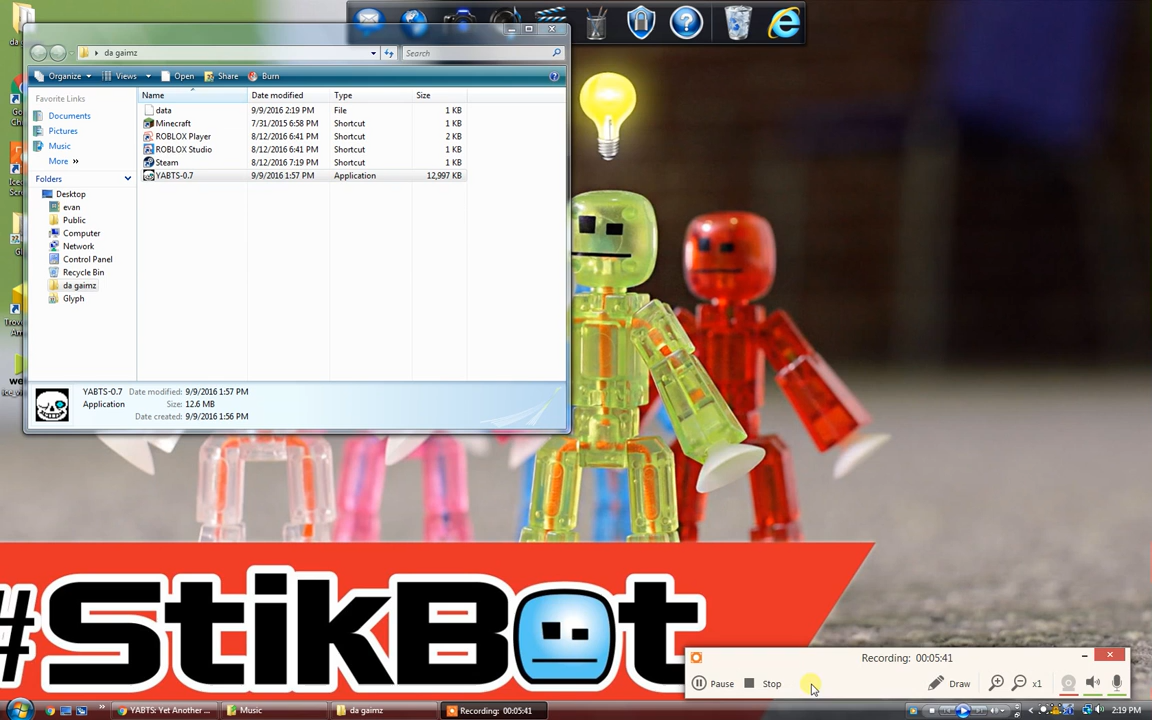 da gaimz
Search
Organize
Views
Open
Share
Burn
Favorite Links
Documents
Pictures
Music
More »
Folders
Desktop
evan
Public
Computer
Network
Control Panel
Recycle Bin
da gaimz
Glyph
Name Date modified Type Size
data 9/9/2016 2:19 PM File 1 KB
Minecraft 7/31/2015 6:58 PM Shortcut 1 KB
ROBLOX Player 8/12/2016 6:41 PM Shortcut 2 KB
ROBLOX Studio 8/12/2016 6:41 PM Shortcut 1 KB
Steam 8/12/2016 7:19 PM Shortcut 1 KB
YABTS-0.7 9/9/2016 1:57 PM Application 12,997 KB
YABTS-0.7 Date modified: 9/9/2016 1:57 PM
Application Size: 12.6 MB
Date created: 9/9/2016 1:56 PM
#StikBot
Recording: 00:05:41
Pause
Stop
Draw
x1
YABTS: Yet Another ...
Music
da gaimz
Recording: 00:05:41
2:19 PM